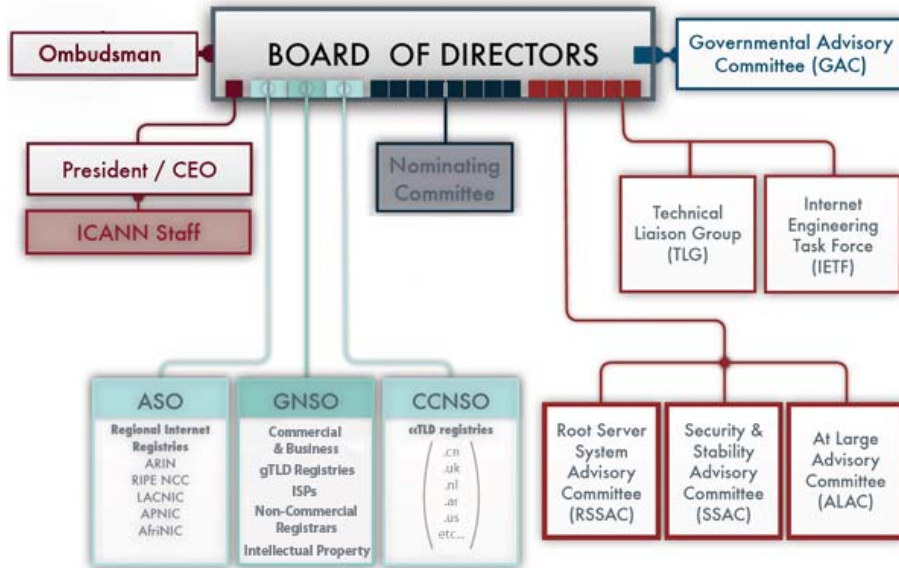 Ombudsman
BOARD OF DIRECTORS
Governmental Advisory
Committee (GAC)
President / CEO
ICANN Staff
Nominating
Committee
Technical
Liaison Group
(TLG)
Internet
Engineering
Task Force
(IETF)
ASO
Regional Internet
Registries
ARIN
RIPE NCC
LACNIC
APNIC
AfriNIC
GNSO
Commercial
& Business
gTLD Registries
ISPs
Non-Commercial
Registrars
Intellectual Property
CCNSO
ccTLD registries
.cn
.uk
.nl
.ar
.us
etc...
Root Server
System
Advisory
Committee
(RSSAC)
Security &
Stability
Advisory
Committee
(SSAC)
At Large
Advisory
Committee
(ALAC)